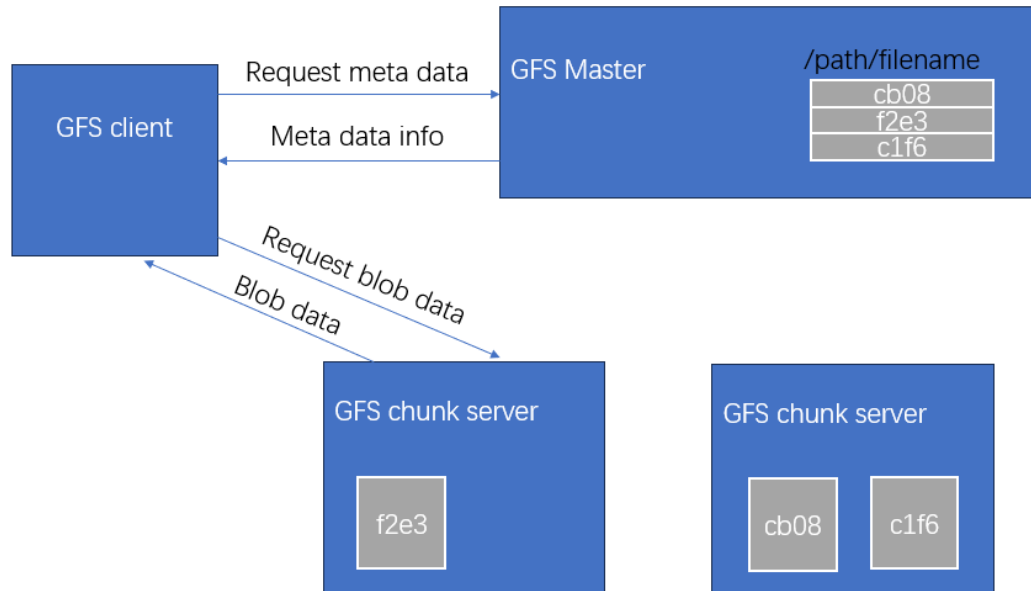 Request meta data
GFS Master
/path/filename
cb08
f2e3
c1f6
GFS client
Meta data info
Request blob data
Blob data
GFS chunk server
f2e3
GFS chunk server
cb08
c1f6